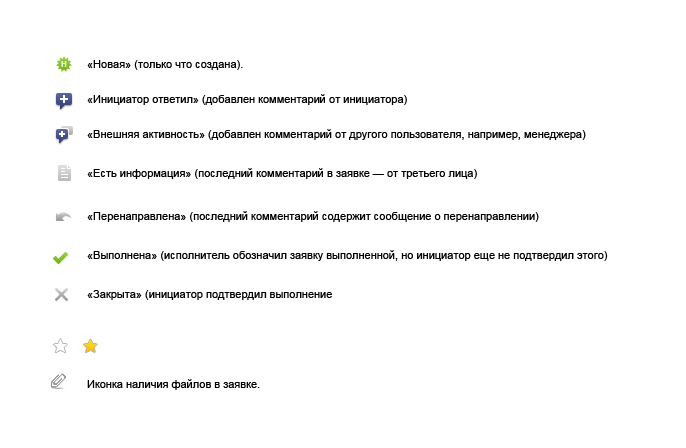 Н
«Новая» (только что создана).
«Инициатор ответил» (добавлен комментарий от инициатора)
«Внешняя активность» (добавлен комментарий от другого пользователя, например, менеджера)
«Есть информация» (последний комментарий в заявке — от третьего лица)
«Перенаправлена» (последний комментарий содержит сообщение о перенаправлении)
«Выполнена» (исполнитель обозначил заявку выполненной, но инициатор еще не подтвердил этого)
«Закрыта» (инициатор подтвердил выполнение
Иконка наличия файлов в заявке.